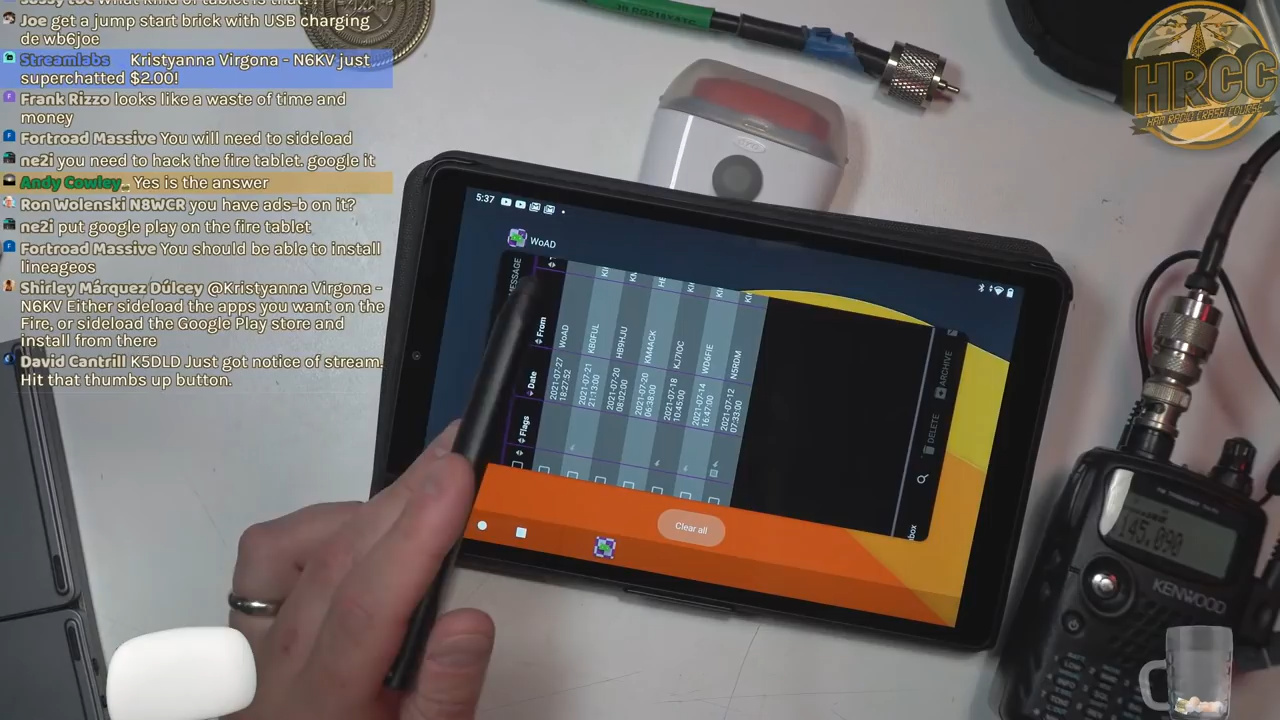 Joe get a jump start brick with USB charging
de wb6joe
Streamlabs Kristyanna Virgona - N6KV just
superchatted $2.00!
Frank Rizzo looks like a waste of time and
money
Fortroad Massive You will need to sideload
ne2i you need to hack the fire tablet. google it
Andy Cowley_ Yes is the answer
Ron Wolenski N8WCR you have ads-b on it?
ne2i put google play on the fire tablet
Fortroad Massive You should be able to install
lineageos
Shirley Márquez Dúlcey @Kristyanna Virgona -
N6KV Either sideload the apps you want on the
Fire, or sideload the Google Play store and
install from there
David Cantrill K5DLD Just got notice of stream.
Hit that thumbs up button.
HRCC
HAM RADIO CRASH COURSE
5:37
WoAD
Flags Date From
2021-07-27 18:27:52 WoAD
2021-07-21 21:13:00 KB0FUL
2021-07-20 08:02:00 HB9HJU
2021-07-20 06:38:00 KM4ACK
2021-07-18 10:45:00 KJ7IOC
2021-07-14 16:47:00 WD6FIE
2021-07-12 07:33:00 N5RDM
DELETE ARCHIVE
Clear all
145.090
KENWOOD